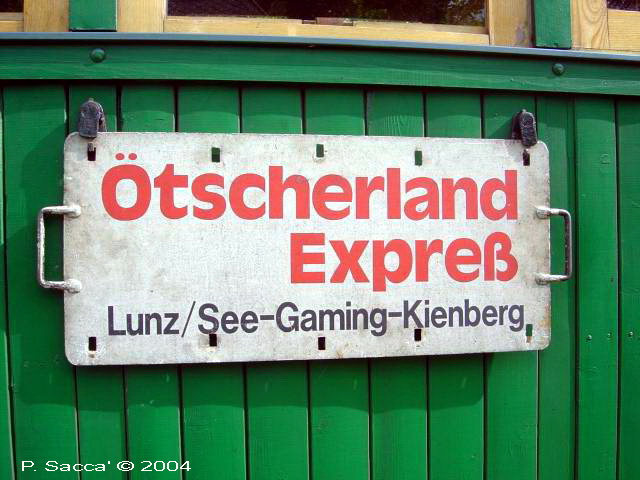 Ötscherland
Expreß
Lunz/See-Gaming-Kienberg
P. Sacca' © 2004